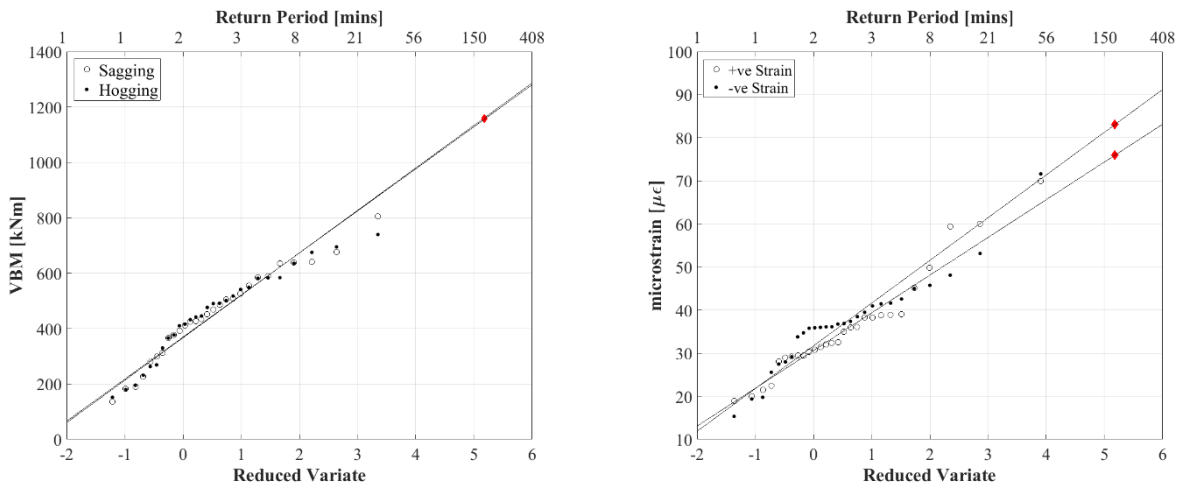 Return Period [mins]
1 1 2 3 8 21 56 150 408
1400
1200
1000
800
600
400
200
0
VBM [kNm]
Sagging
Hogging
-2 -1 0 1 2 3 4 5 6
Reduced Variate
Return Period [mins]
1 1 2 3 8 21 56 150 408
100
90
80
70
60
50
40
30
20
10
microstrain [με]
+ve Strain
-ve Strain
-2 -1 0 1 2 3 4 5 6
Reduced Variate